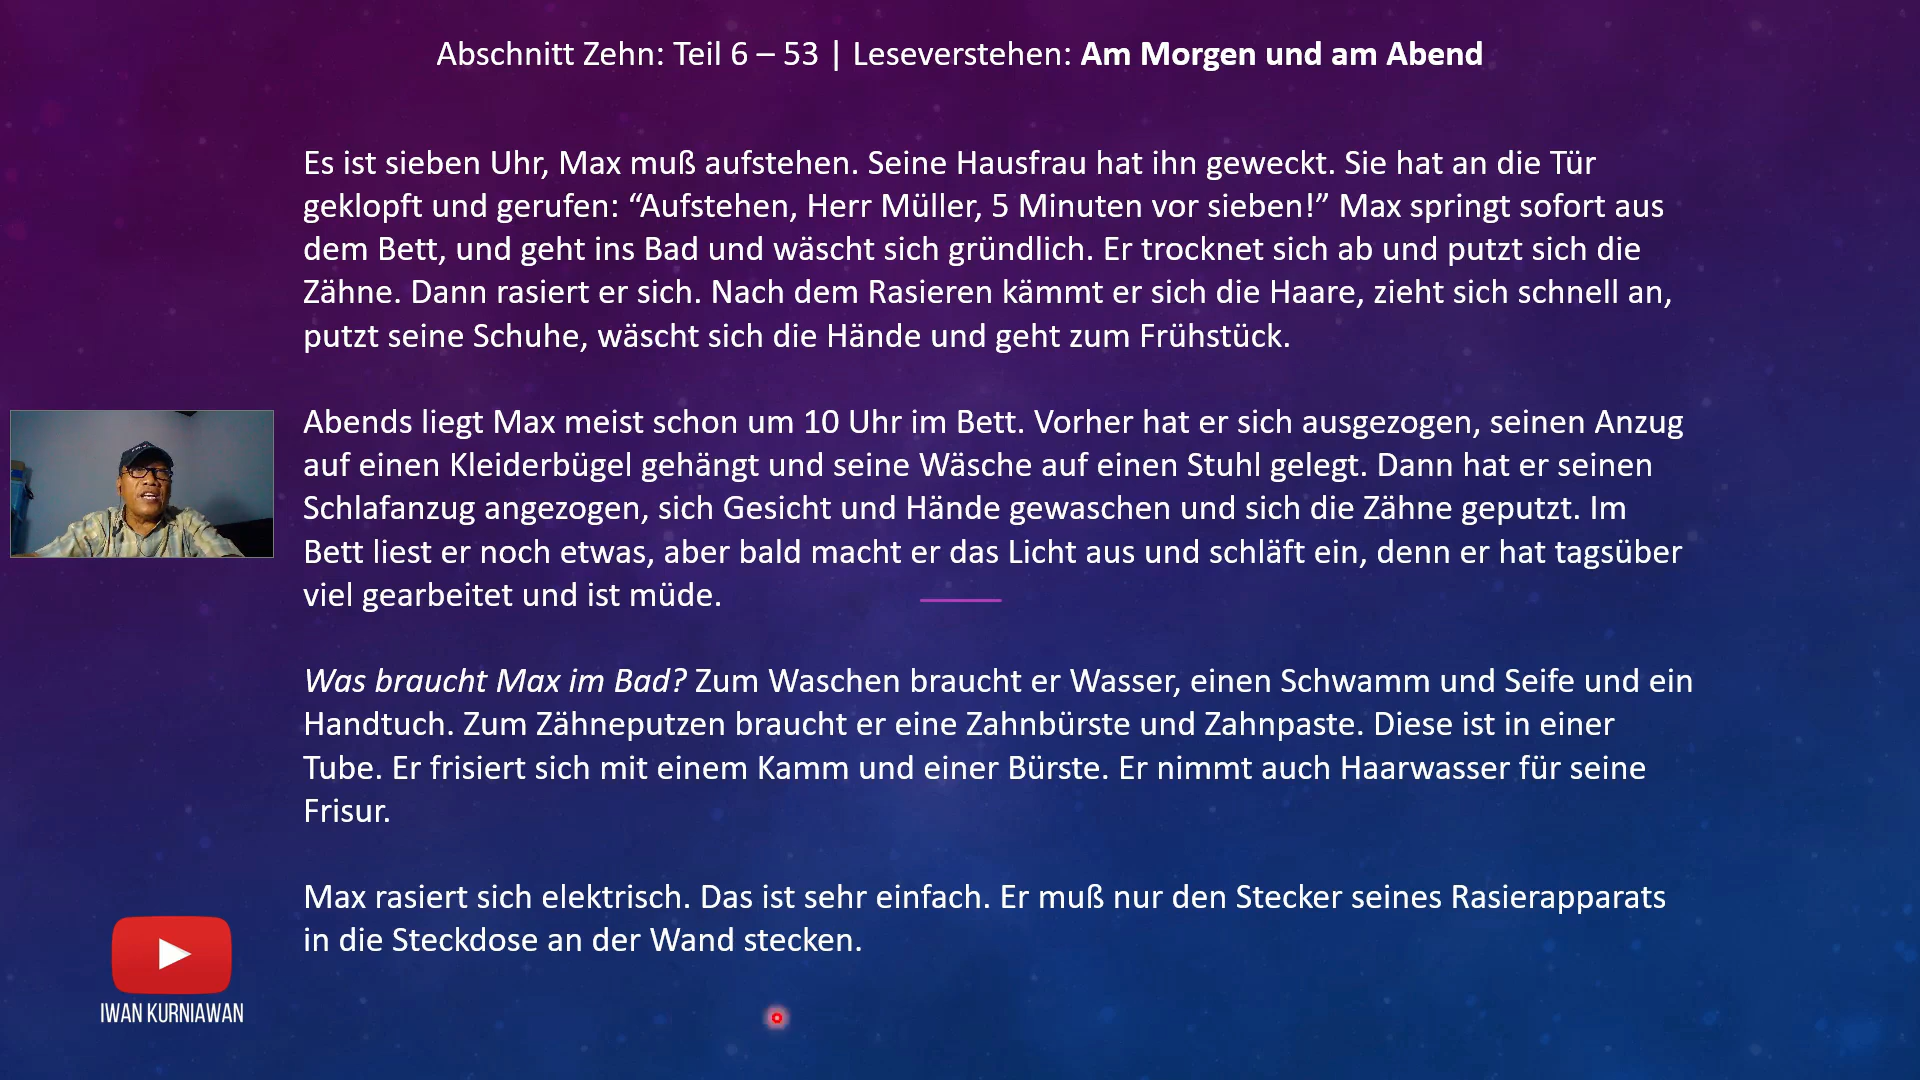 Abschnitt Zehn: Teil 6 – 53 | Leseverstehen: Am Morgen und am Abend
Es ist sieben Uhr, Max muß aufstehen. Seine Hausfrau hat ihn geweckt. Sie hat an die Tür
geklopft und gerufen: “Aufstehen, Herr Müller, 5 Minuten vor sieben!” Max springt sofort aus
dem Bett, und geht ins Bad und wäscht sich gründlich. Er trocknet sich ab und putzt sich die
Zähne. Dann rasiert er sich. Nach dem Rasieren kämmt er sich die Haare, zieht sich schnell an,
putzt seine Schuhe, wäscht sich die Hände und geht zum Frühstück.
Abends liegt Max meist schon um 10 Uhr im Bett. Vorher hat er sich ausgezogen, seinen Anzug
auf einen Kleiderbügel gehängt und seine Wäsche auf einen Stuhl gelegt. Dann hat er seinen
Schlafanzug angezogen, sich Gesicht und Hände gewaschen und sich die Zähne geputzt. Im
Bett liest er noch etwas, aber bald macht er das Licht aus und schläft ein, denn er hat tagsüber
viel gearbeitet und ist müde.
Was braucht Max im Bad? Zum Waschen braucht er Wasser, einen Schwamm und Seife und ein
Handtuch. Zum Zähneputzen braucht er eine Zahnbürste und Zahnpaste. Diese ist in einer
Tube. Er frisiert sich mit einem Kamm und einer Bürste. Er nimmt auch Haarwasser für seine
Frisur.
Max rasiert sich elektrisch. Das ist sehr einfach. Er muß nur den Stecker seines Rasierapparats
in die Steckdose an der Wand stecken.
IWAN KURNIAWAN